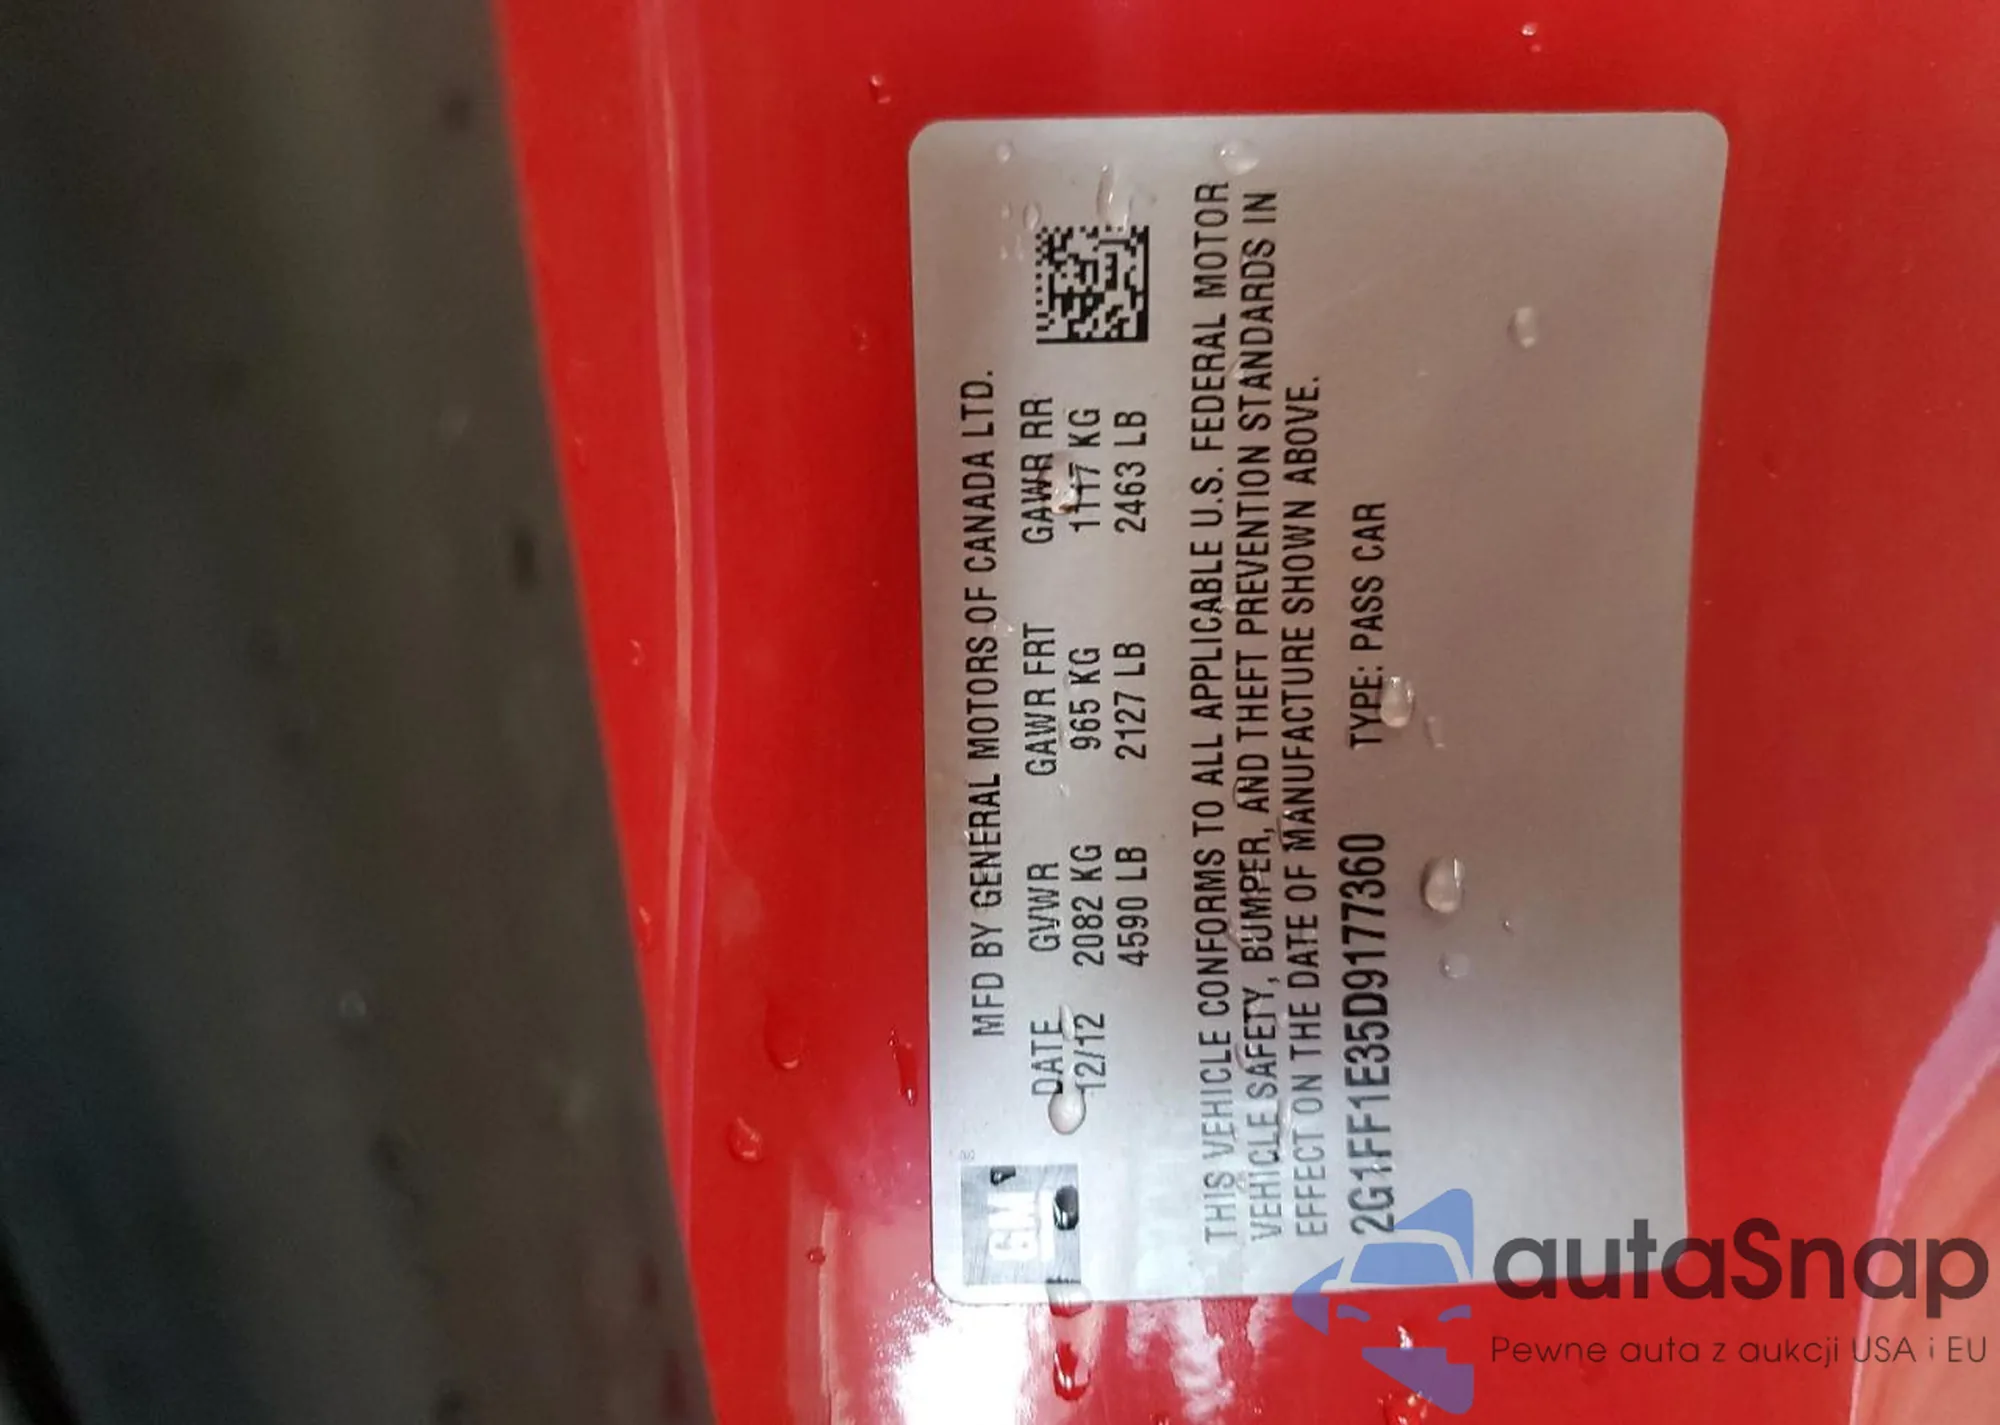 GM
MFD BY GENERAL MOTORS OF CANADA LTD.
DATE GVWR GAWR FRT GAWR RR
12/12 2082 KG 965 KG 1117 KG
4590 LB 2127 LB 2463 LB
THIS VEHICLE CONFORMS TO ALL APPLICABLE U.S. FEDERAL MOTOR
VEHICLE SAFETY, BUMPER, AND THEFT PREVENTION STANDARDS IN
EFFECT ON THE DATE OF MANUFACTURE SHOWN ABOVE.
2G1FF1E35D9177360 TYPE: PASS CAR
autaSnap
Pewne auta z aukcji USA i EU